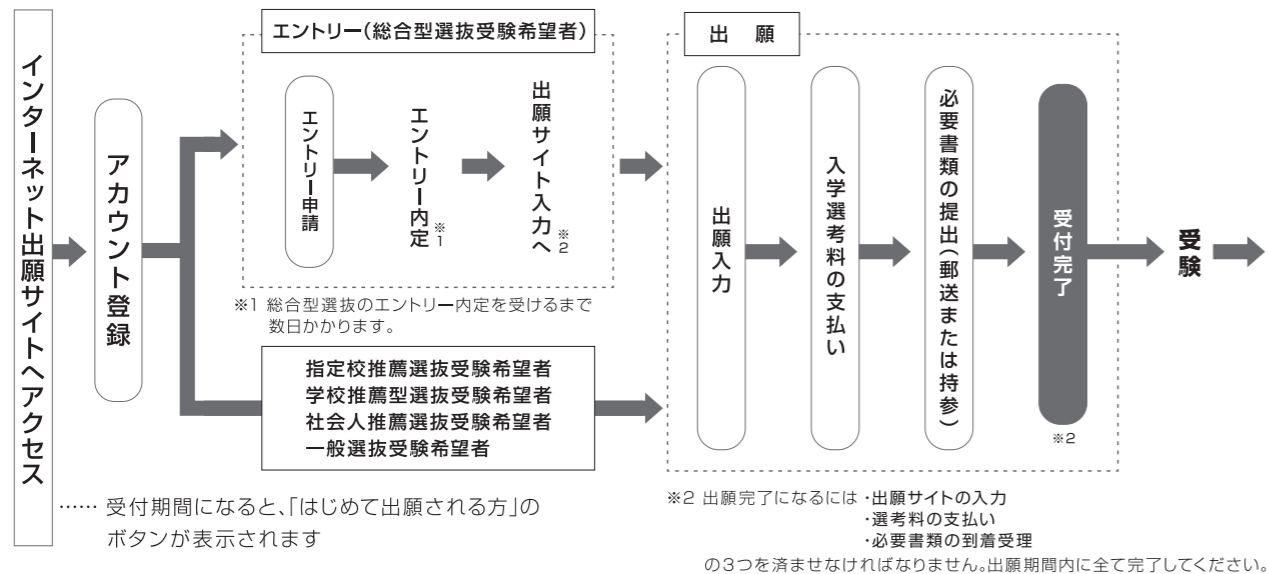 インターネット出願サイトへアクセス
アカウント登録
エントリー(総合型選抜受験希望者)
エントリー申請
エントリー内定
※1
出願サイト入力へ
※2
※1 総合型選抜のエントリー内定を受けるまで
数日かかります。
指定校推薦選抜受験希望者
学校推薦型選抜受験希望者
社会人推薦選抜受験希望者
一般選抜受験希望者
…… 受付期間になると、「はじめて出願される方」の
ボタンが表示されます
出　願
出願入力
入学選考料の支払い
必要書類の提出(郵送または持参)
受付完了
※2
受験
※2 出願完了になるには ・出願サイトの入力
・選考料の支払い
・必要書類の到着受理
の3つを済ませなければなりません。出願期間内に全て完了してください。